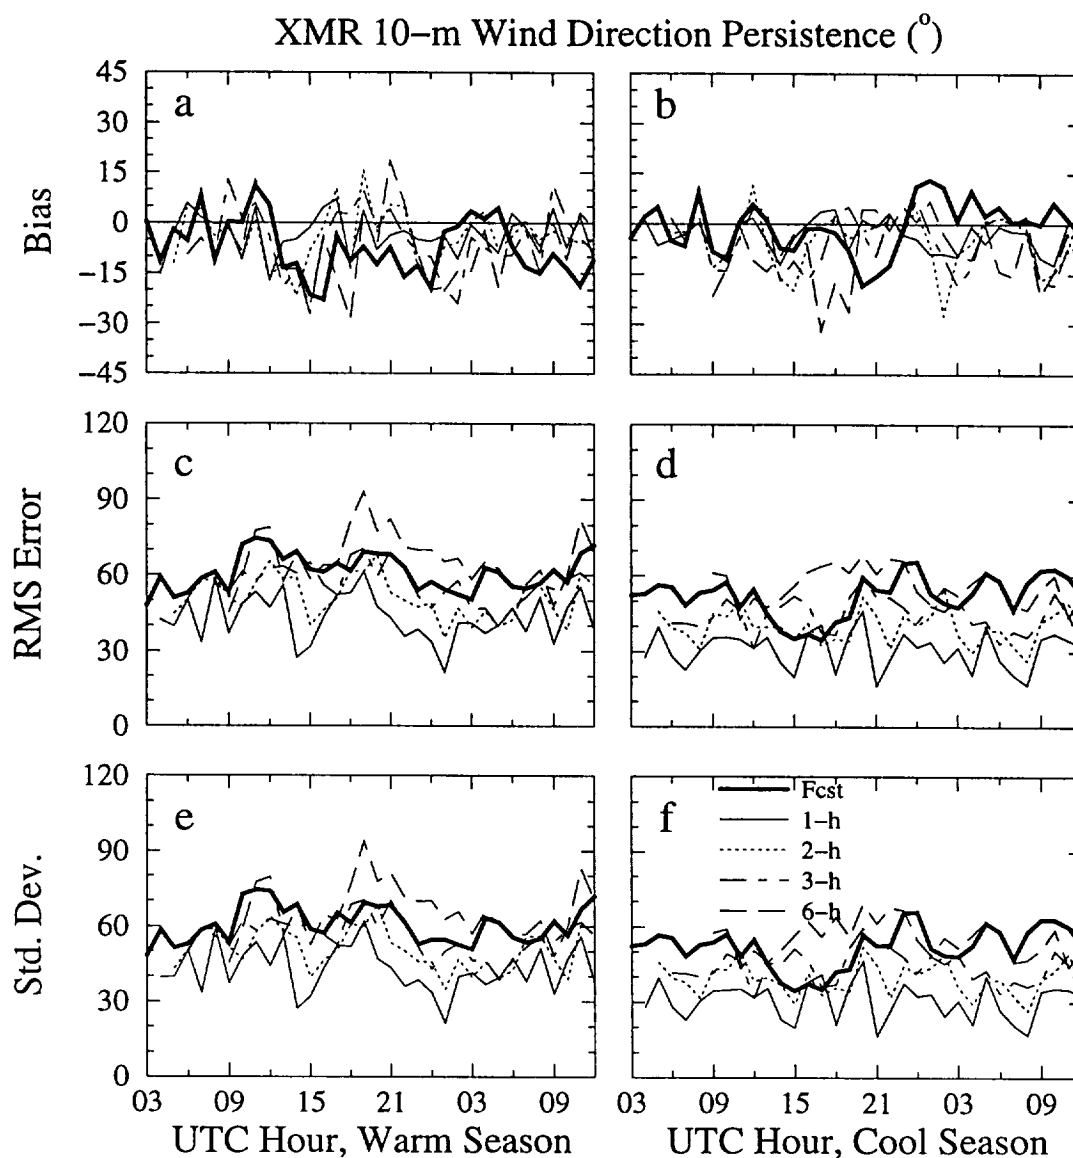 XMR 10-m Wind Direction Persistence (°)
Bias
45
30
15
0
-15
-30
-45
a
b
RMS Error
120
90
60
30
0
c
d
Std. Dev.
120
90
60
30
0
e
f
Fcst
1-h
2-h
3-h
6-h
03 09 15 21 03 09
03 09 15 21 03 09
UTC Hour, Warm Season
UTC Hour, Cool Season